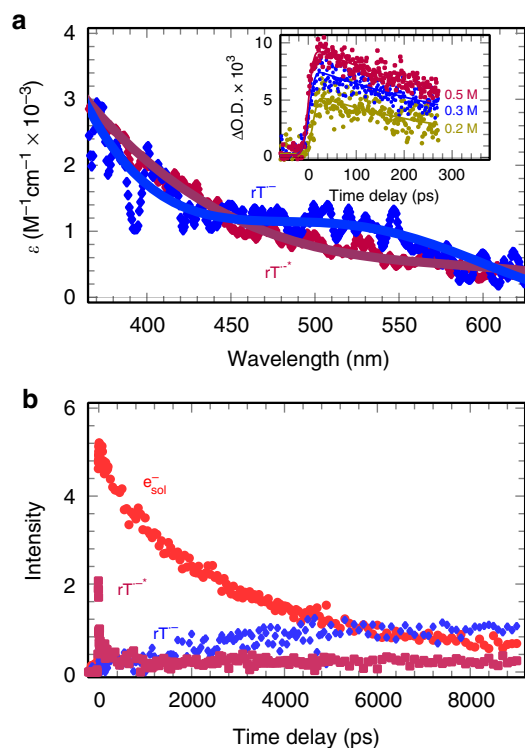 a
ε (M⁻¹cm⁻¹ × 10⁻³)
4
3
2
1
0
400
450
500
550
600
Wavelength (nm)
rT·⁻
rT·⁻*
ΔO.D. × 10³
10
5
0
0
100
200
300
Time delay (ps)
0.5 M
0.3 M
0.2 M
b
Intensity
6
4
2
0
0
2000
4000
6000
8000
Time delay (ps)
e⁻sol
rT·⁻*
rT·⁻